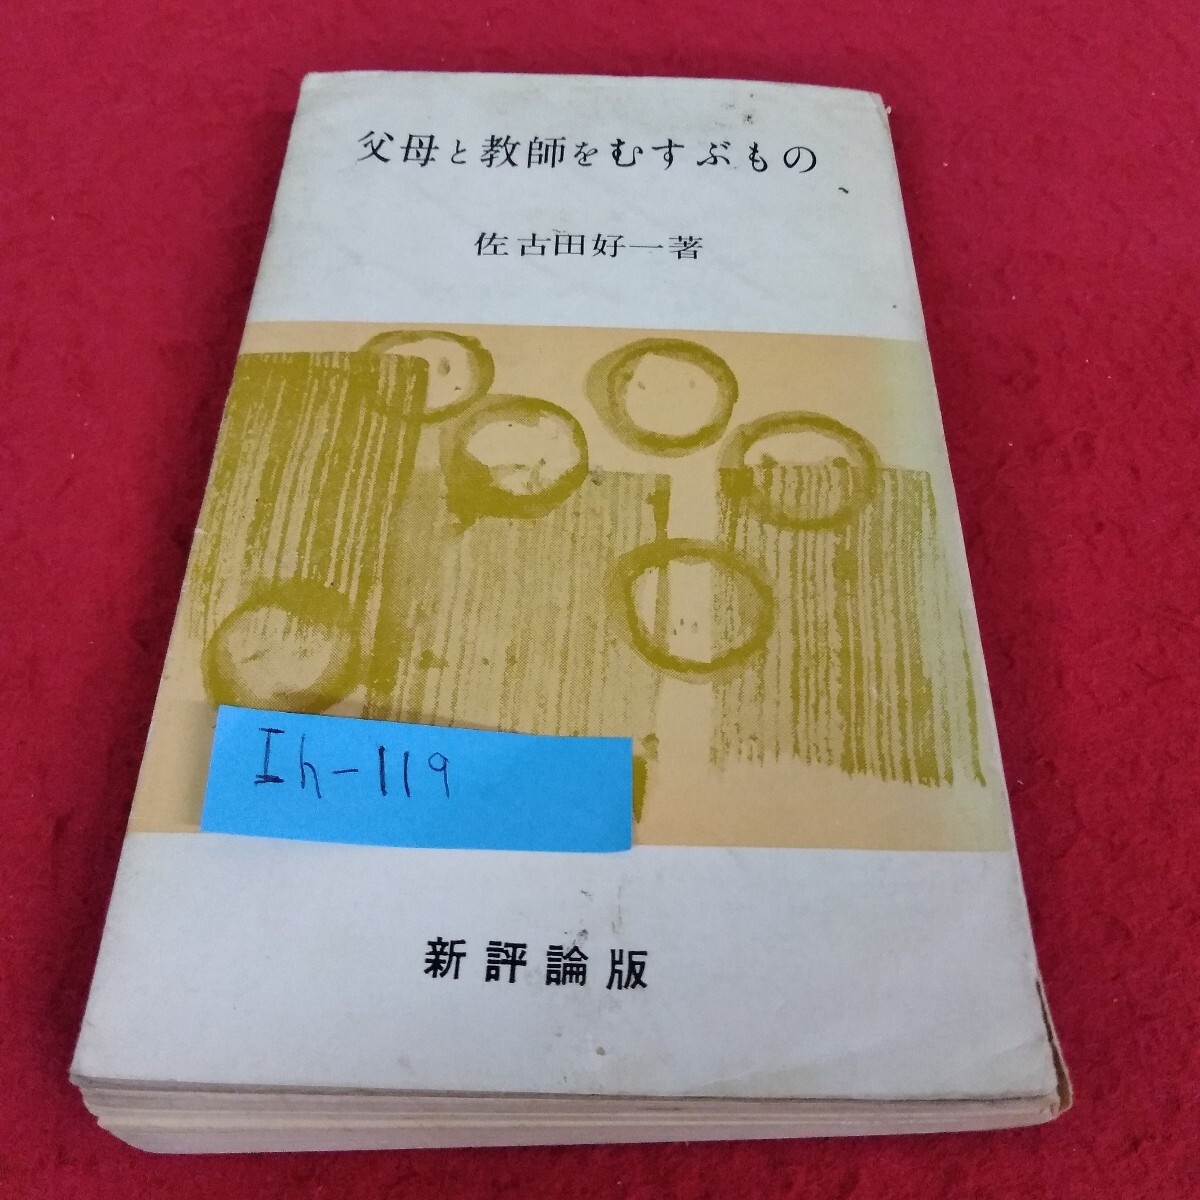 父母と教師をむすぶもの
佐古田好一著
Ih-119
新評論版